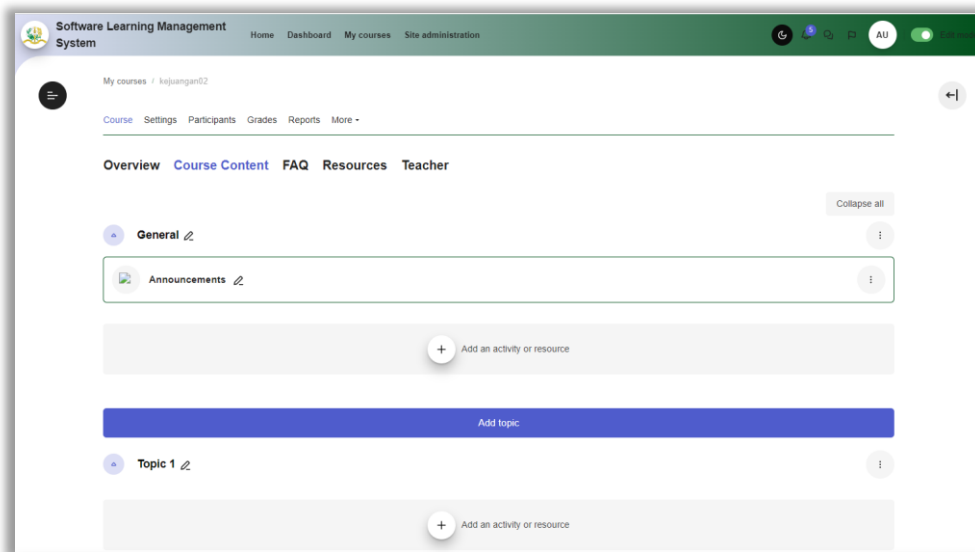 Software Learning Management
System
Home Dashboard My courses Site administration
5
AU
Edit mode
My courses / kejuangan02
Course Settings Participants Grades Reports More
Overview Course Content FAQ Resources Teacher
Collapse all
General
Announcements
+ Add an activity or resource
Add topic
Topic 1
+ Add an activity or resource